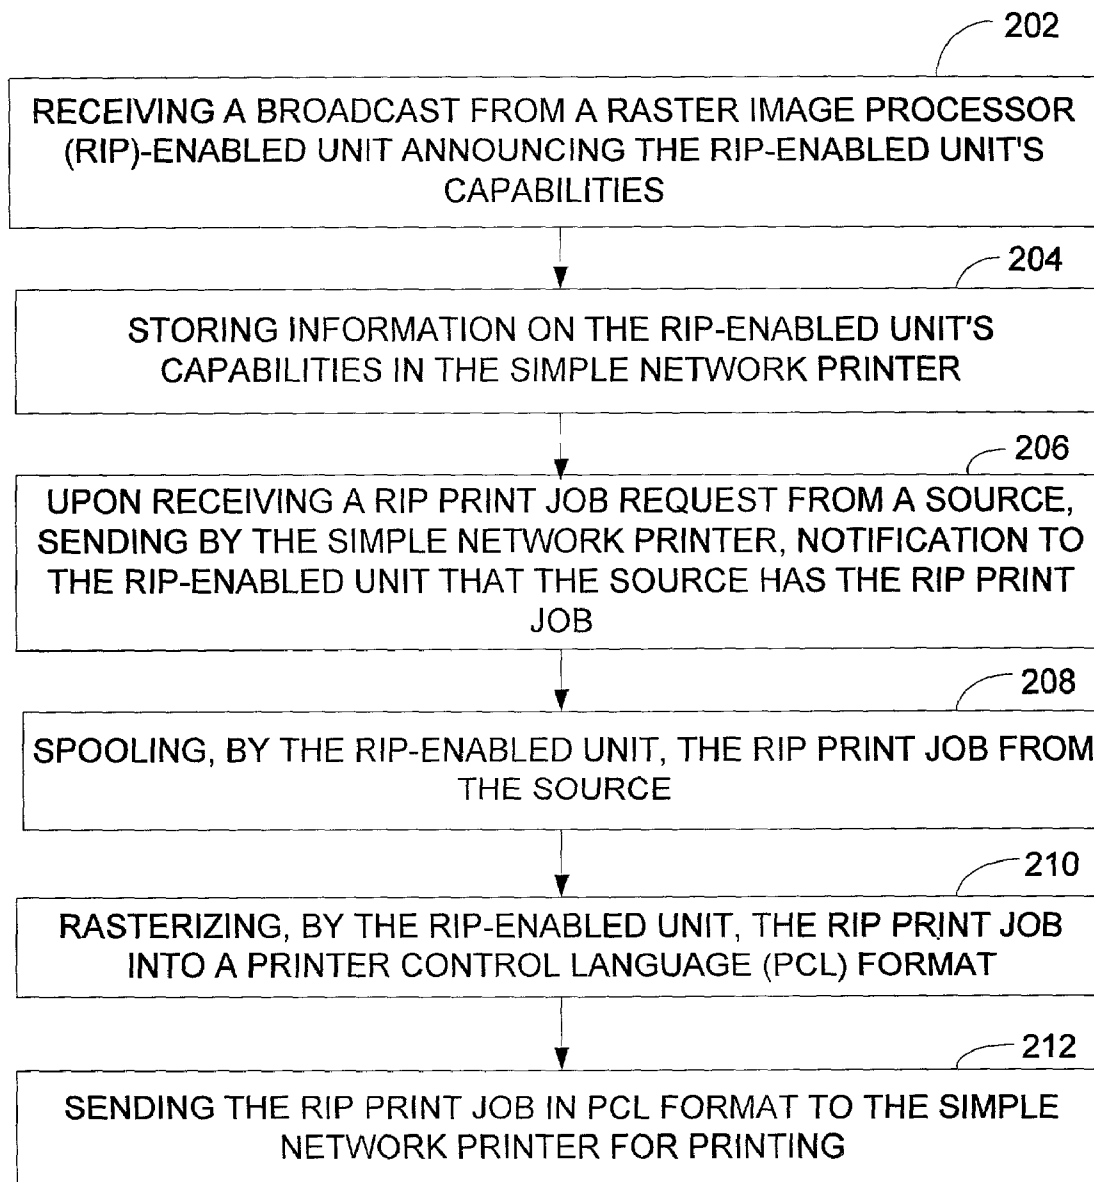 202
RECEIVING A BROADCAST FROM A RASTER IMAGE PROCESSOR
(RIP)-ENABLED UNIT ANNOUNCING THE RIP-ENABLED UNIT'S
CAPABILITIES
204
STORING INFORMATION ON THE RIP-ENABLED UNIT'S
CAPABILITIES IN THE SIMPLE NETWORK PRINTER
206
UPON RECEIVING A RIP PRINT JOB REQUEST FROM A SOURCE,
SENDING BY THE SIMPLE NETWORK PRINTER, NOTIFICATION TO
THE RIP-ENABLED UNIT THAT THE SOURCE HAS THE RIP PRINT
JOB
208
SPOOLING, BY THE RIP-ENABLED UNIT, THE RIP PRINT JOB FROM
THE SOURCE
210
RASTERIZING, BY THE RIP-ENABLED UNIT, THE RIP PRINT JOB
INTO A PRINTER CONTROL LANGUAGE (PCL) FORMAT
212
SENDING THE RIP PRINT JOB IN PCL FORMAT TO THE SIMPLE
NETWORK PRINTER FOR PRINTING